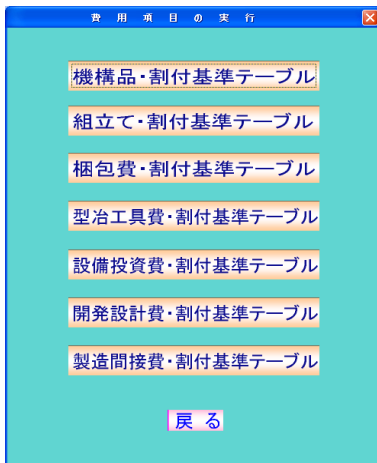 費用項目の実行
機構品・割付基準テーブル
組立て・割付基準テーブル
梱包費・割付基準テーブル
型冶工具費・割付基準テーブル
設備投資費・割付基準テーブル
開発設計費・割付基準テーブル
製造間接費・割付基準テーブル
戻る